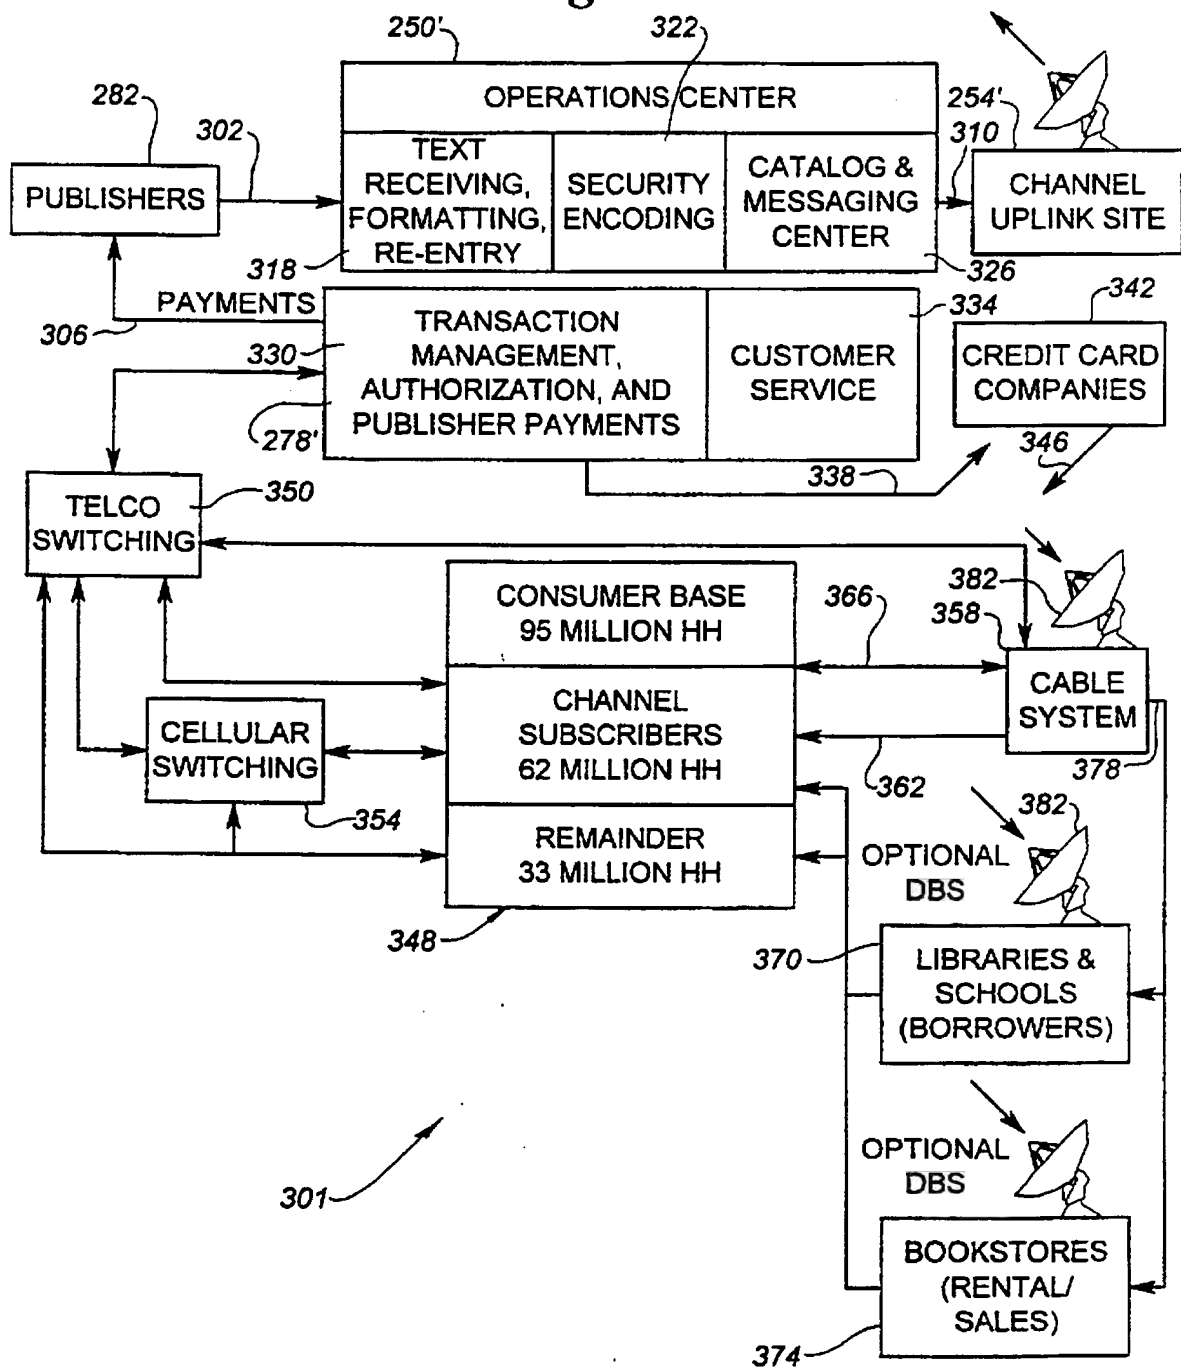 250'
322
OPERATIONS CENTER
282
302
PUBLISHERS
TEXT
RECEIVING,
FORMATTING,
RE-ENTRY
318
SECURITY
ENCODING
CATALOG &
MESSAGING
CENTER
326
254'
310
CHANNEL
UPLINK SITE
PAYMENTS
306
330
TRANSACTION
MANAGEMENT,
AUTHORIZATION, AND
PUBLISHER PAYMENTS
278'
334
CUSTOMER
SERVICE
342
CREDIT CARD
COMPANIES
346
338
TELCO
SWITCHING
350
CONSUMER BASE
95 MILLION HH
366
382
358
CABLE
SYSTEM
CHANNEL
SUBSCRIBERS
62 MILLION HH
CELLULAR
SWITCHING
354
362
378
REMAINDER
33 MILLION HH
348
382
OPTIONAL
DBS
370
LIBRARIES &
SCHOOLS
(BORROWERS)
301
OPTIONAL
DBS
BOOKSTORES
(RENTAL/
SALES)
374